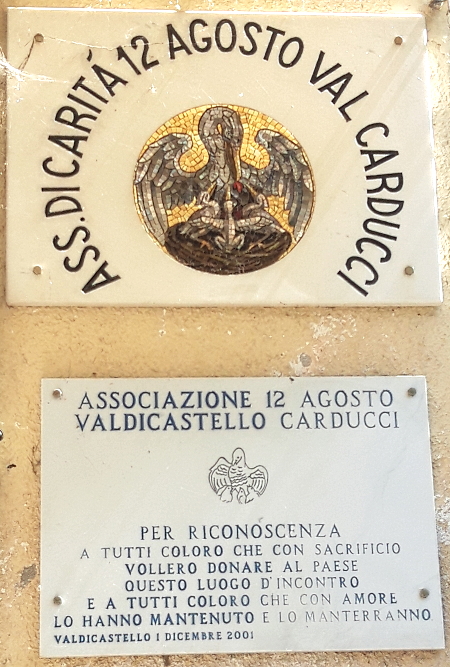 ASS. DI CARITÁ 12 AGOSTO VAL CARDUCCI
ASSOCIAZIONE 12 AGOSTO
VALDICASTELLO CARDUCCI
PER RICONOSCENZA
A TUTTI COLORO CHE CON SACRIFICIO
VOLLERO DONARE AL PAESE
QUESTO LUOGO D'INCONTRO
E A TUTTI COLORO CHE CON AMORE
LO HANNO MANTENUTO E LO MANTERRANNO
VALDICASTELLO 1 DICEMBRE 2001